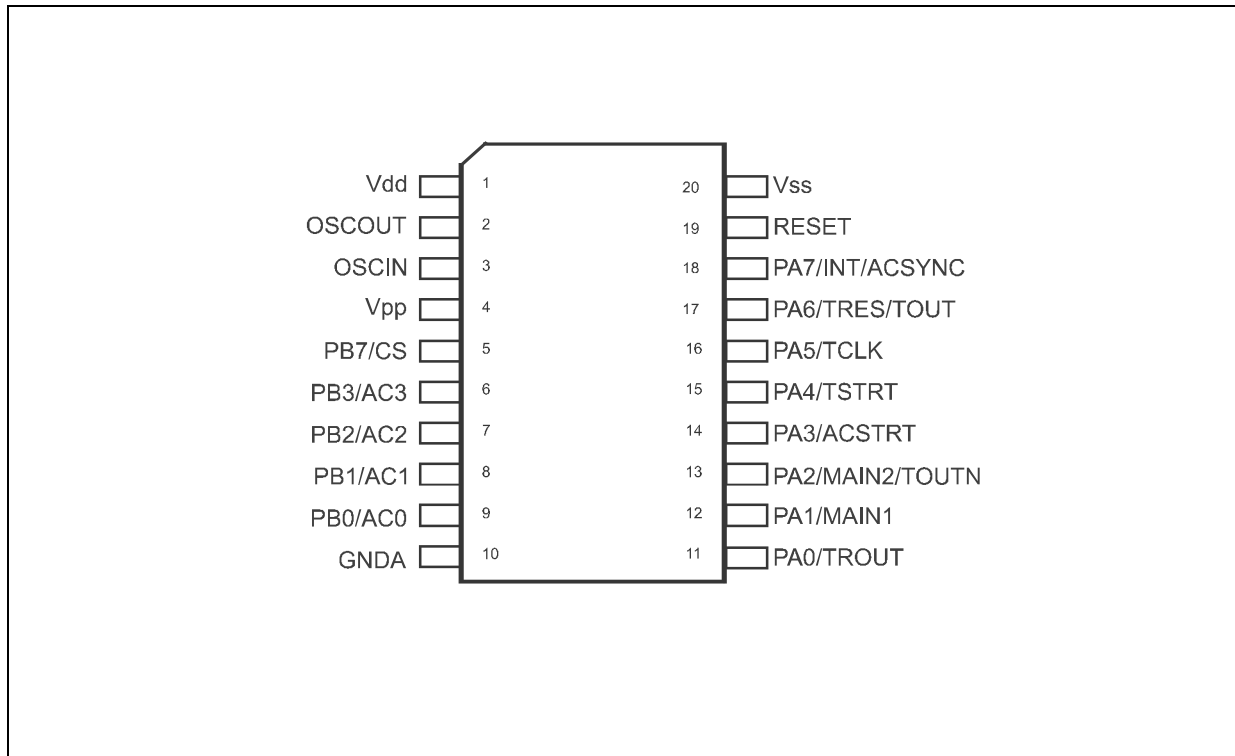 Vdd 1 20 Vss
OSCOUT 2 19 RESET
OSCIN 3 18 PA7/INT/ACSYNC
Vpp 4 17 PA6/TRES/TOUT
PB7/CS 5 16 PA5/TCLK
PB3/AC3 6 15 PA4/TSTRT
PB2/AC2 7 14 PA3/ACSTRT
PB1/AC1 8 13 PA2/MAIN2/TOUTN
PB0/AC0 9 12 PA1/MAIN1
GNDA 10 11 PA0/TROUT